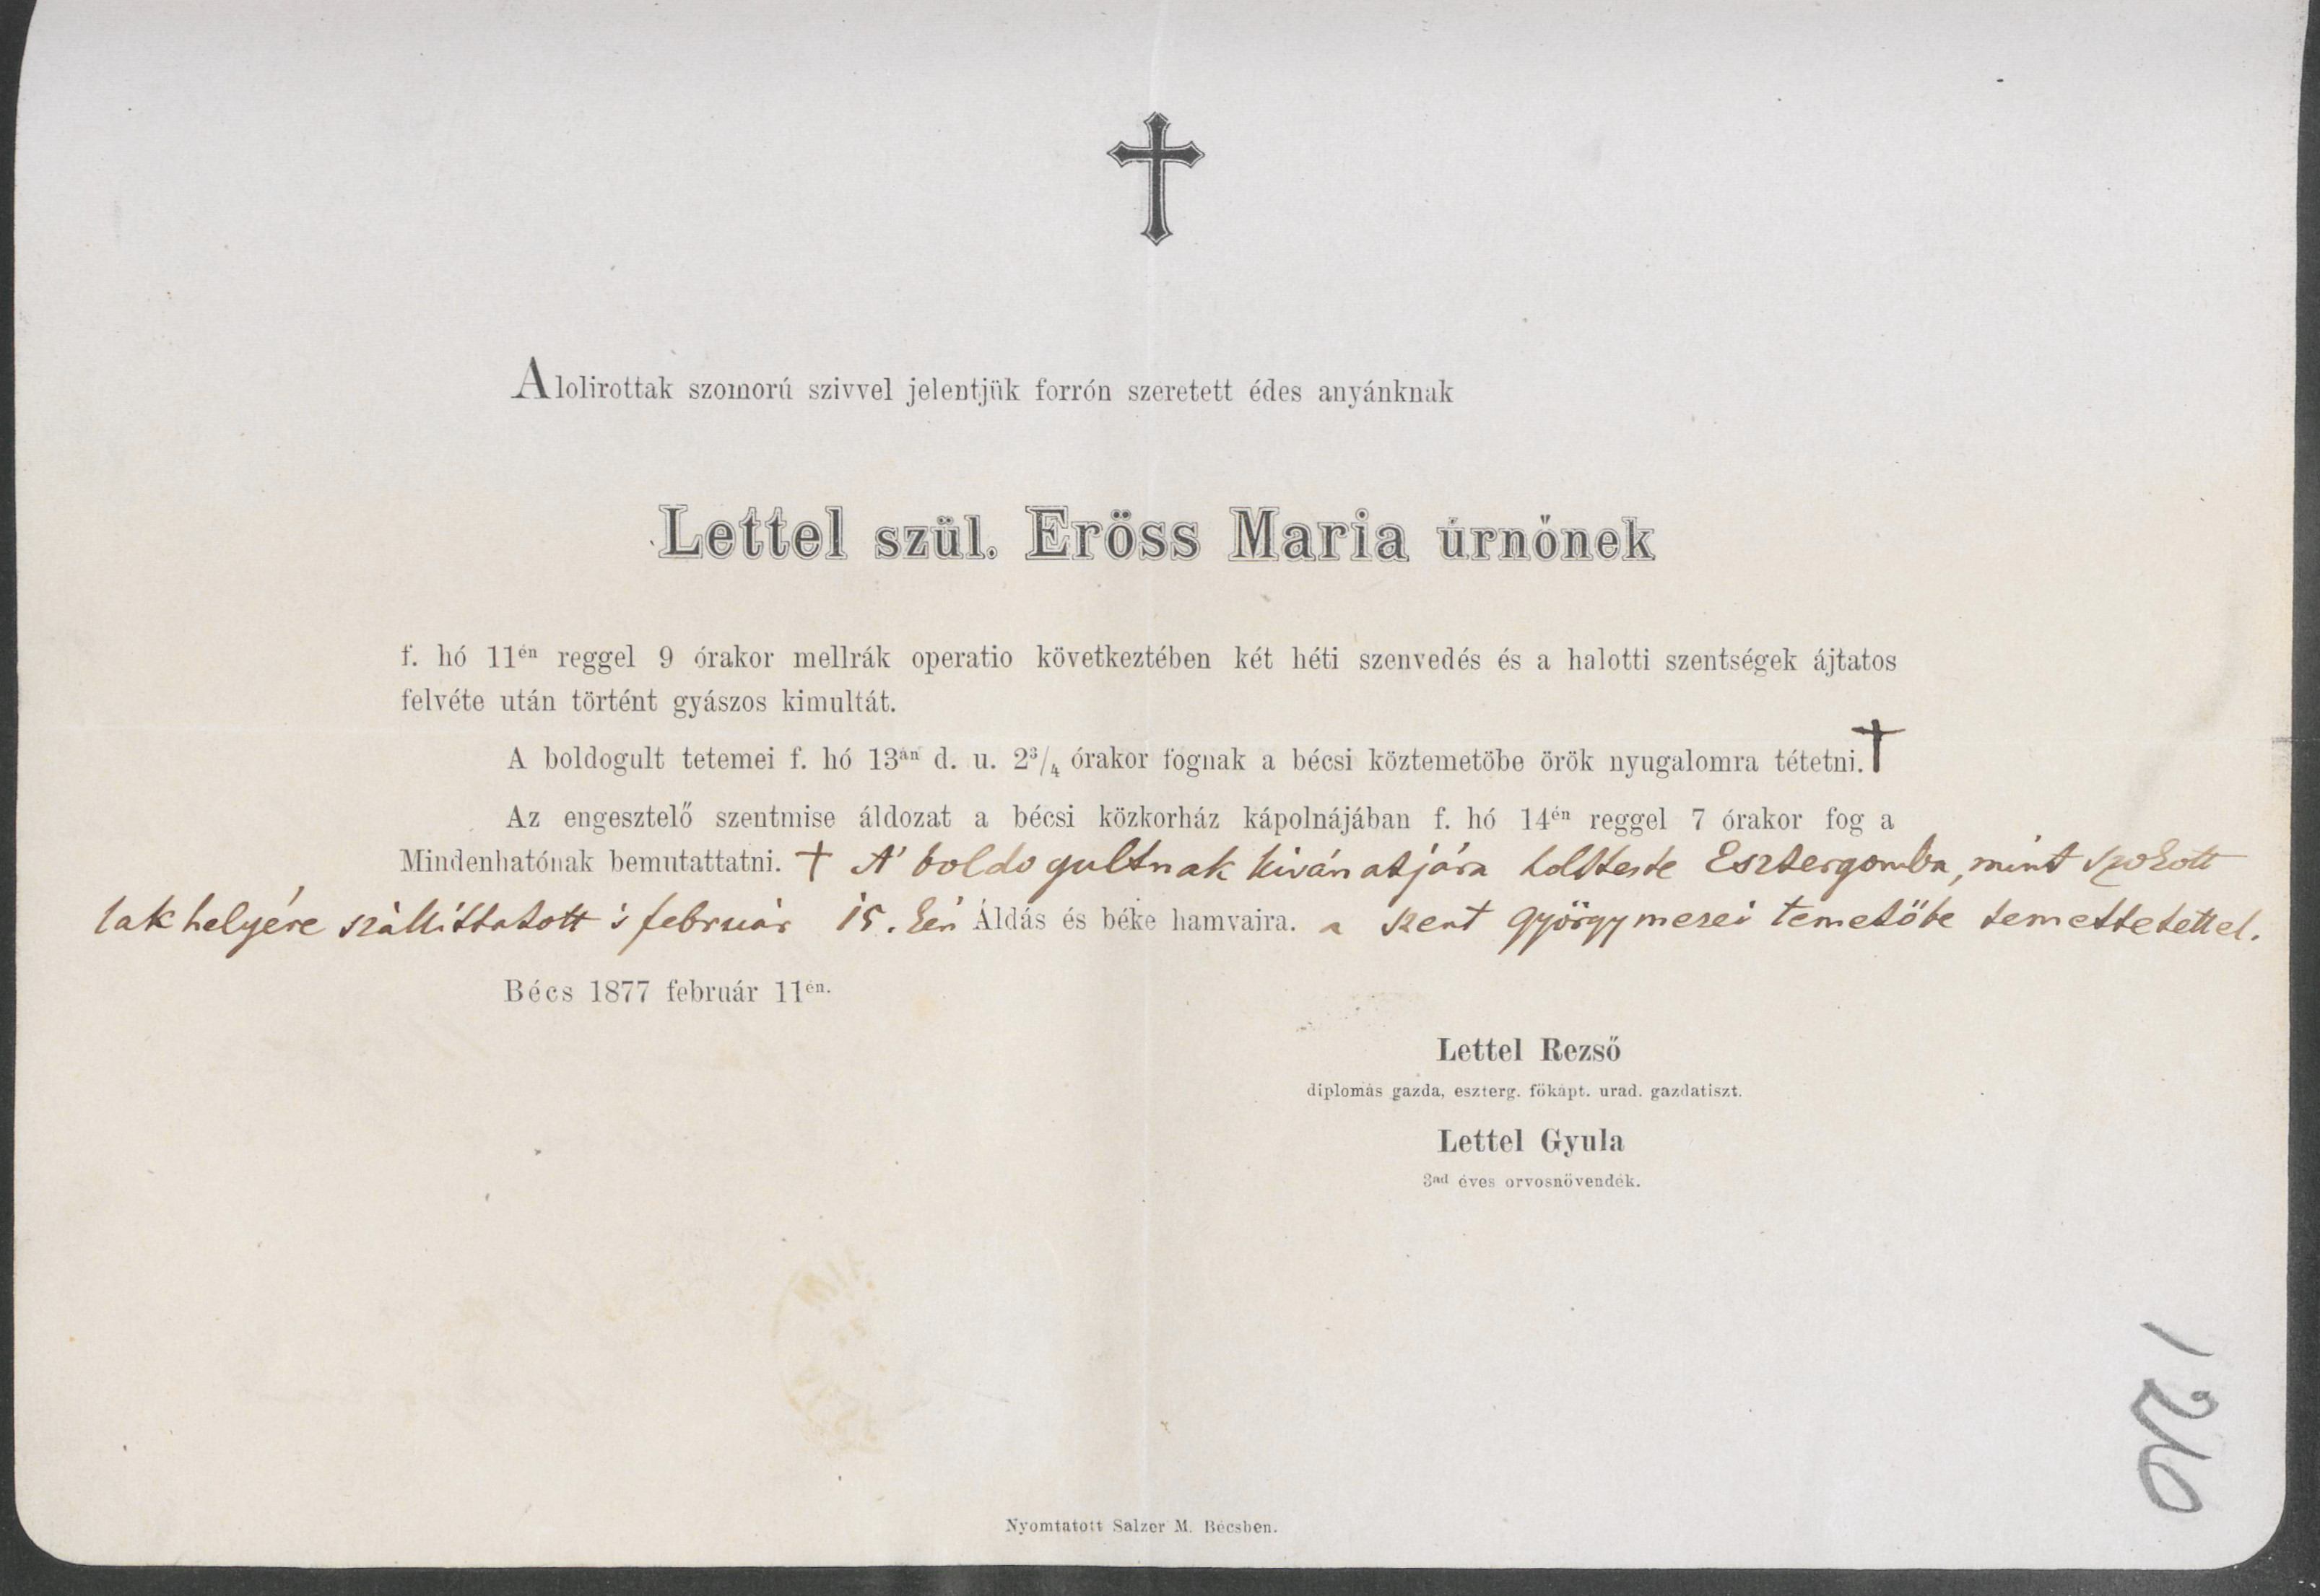 Alolirottak szomorú szivvel jelentjük forrón szeretett édes anyánknak
Lettel szül. Eröss Maria úrnőnek
f. hó 11én reggel 9 órakor mellrák operatio következtében két héti szenvedés és a halotti szentségek ájtatos
felvéte után történt gyászos kimultát.
A boldogult tetemei f. hó 13án d. u. 2 3/4 órakor fognak a bécsi köztemetöbe örök nyugalomra tétetni. †
Az engesztelő szentmise áldozat a bécsi közkorház kápolnájában f. hó 14én reggel 7 órakor fog a
Mindenhatónak bemutattatni. † A' boldogultnak kivánatjára holtteste Esztergomba, mint szokott
lakhelyére szállittatott 's február 15. kén Áldás és béke hamvaira. a Szent györgymezei temetőbe temettetettel.
Bécs 1877 február 11én.
Lettel Rezső
diplomás gazda, eszterg. főkápt. urad. gazdatiszt.
Lettel Gyula
3ad éves orvosnövendék.
Nyomtatott Salzer M. Bécsben.
126